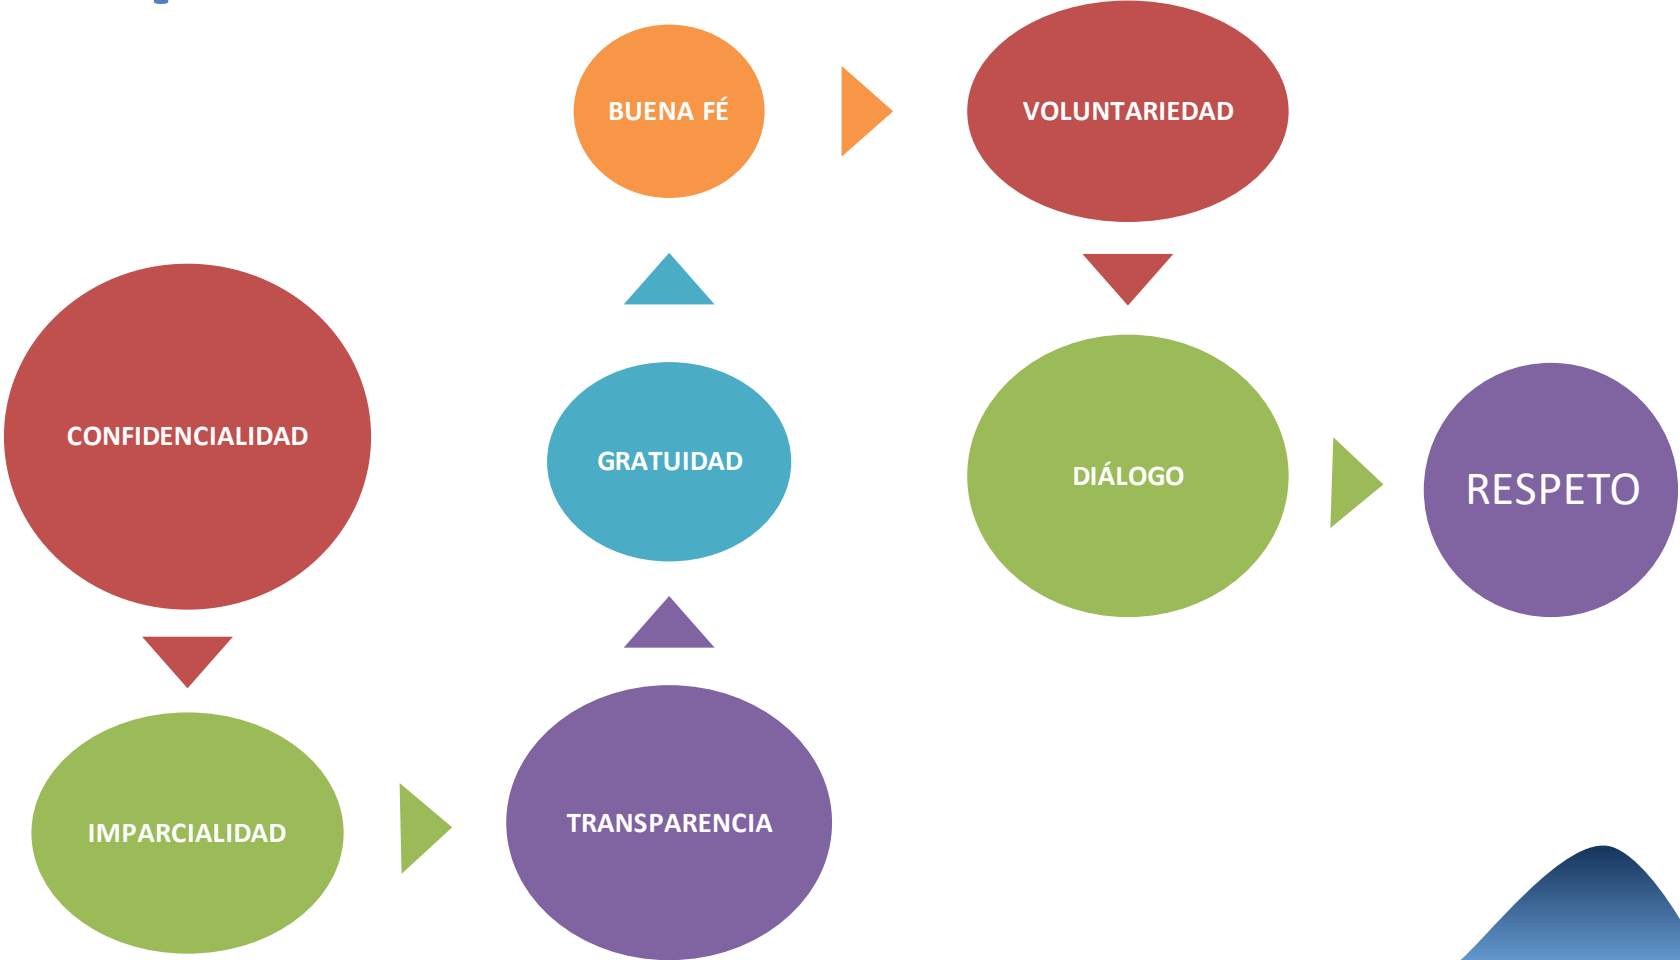 CONFIDENCIALIDAD
IMPARCIALIDAD
TRANSPARENCIA
GRATUIDAD
BUENA FÉ
VOLUNTARIEDAD
DIÁLOGO
RESPETO